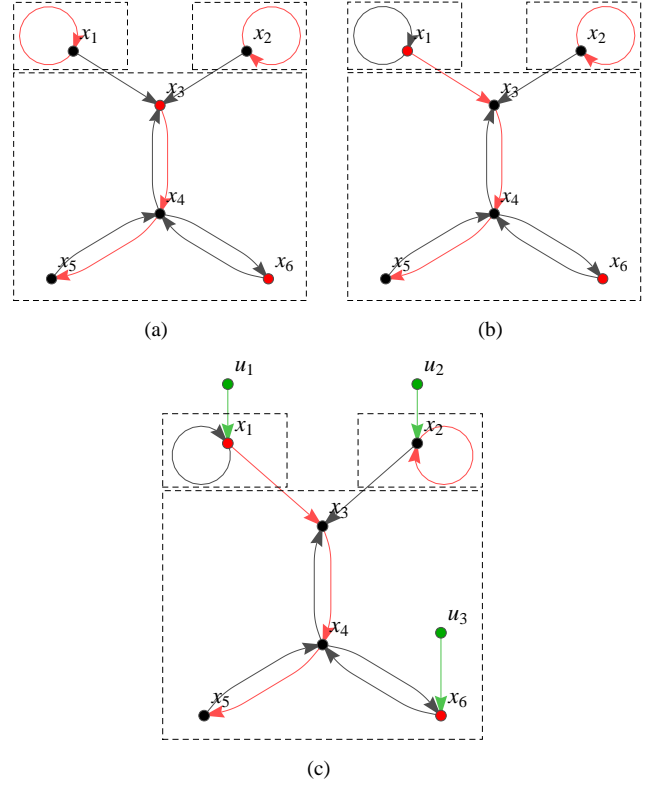 x1 x2 x1 x2
x3 x3
x4 x4
x5 x6 x5 x6
(a) (b)
u1 u2
x1 x2
x3
x4 u3
x5 x6
(c)